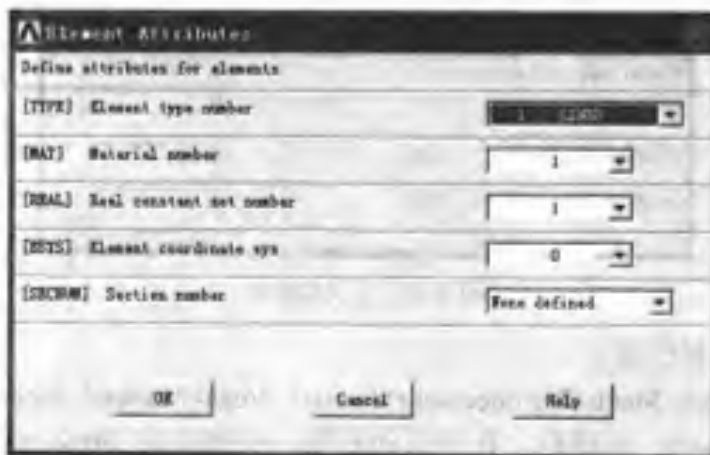 Element Attributes
Define attributes for elements
[TYPE] Element type number
1
[MAT] Material number 1
[REAL] Real constant set number 1
[ESYS] Element coordinate sys 0
[SECNUM] Section number None defined
OK Cancel Help